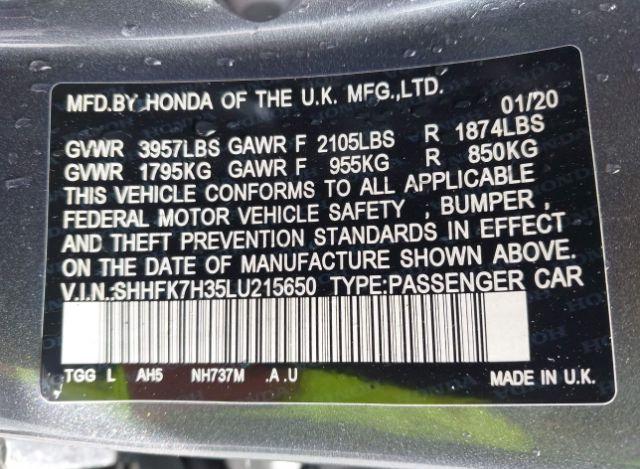 MFD.BY HONDA OF THE U.K. MFG.,LTD. 01/20
GVWR 3957LBS GAWR F 2105LBS R 1874LBS
GVWR 1795KG GAWR F 955KG R 850KG
THIS VEHICLE CONFORMS TO ALL APPLICABLE
FEDERAL MOTOR VEHICLE SAFETY , BUMPER ,
AND THEFT PREVENTION STANDARDS IN EFFECT
ON THE DATE OF MANUFACTURE SHOWN ABOVE.
V.I.N.:SHHFK7H35LU215650 TYPE:PASSENGER CAR
TGG L AH5 NH737M .A .U MADE IN U.K.